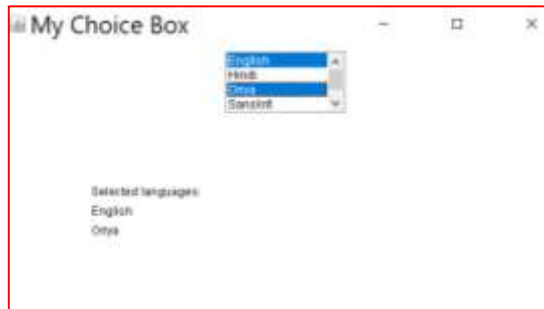 My Choice Box
English
Hindi
Oriya
Sanskrit
Selected languages:
English
Oriya